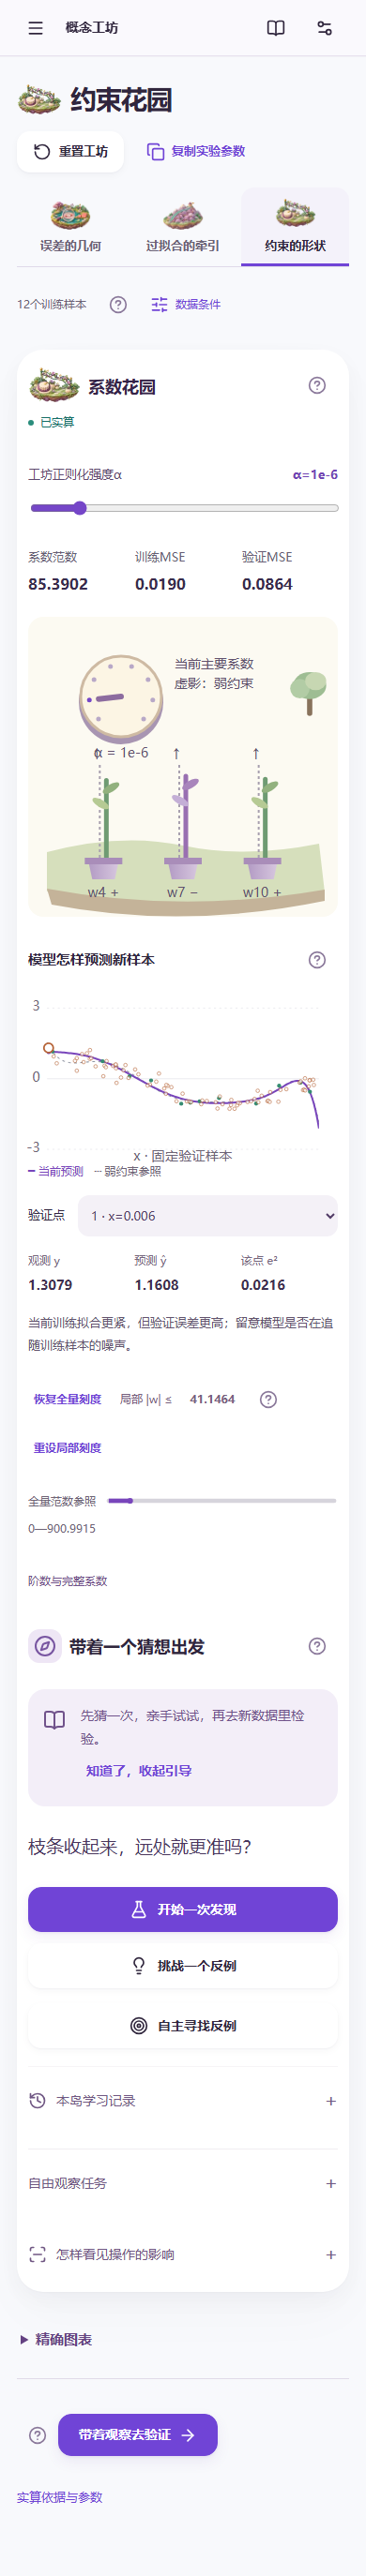 概念工坊
约束花园
重置工坊
复制实验参数
误差的几何
过拟合的牵引
约束的形状
12个训练样本
数据条件
系数花园
已实算
工坊正则化强度α
α=1e-6
系数范数
训练MSE
验证MSE
85.3902
0.0190
0.0864
当前主要系数
虚影：弱约束
α = 1e-6
w4 +
w7 −
w10 +
模型怎样预测新样本
3
0
-3
x · 固定验证样本
当前预测
弱约束参照
验证点
1 · x=0.006
观测 y
预测 ŷ
该点 e²
1.3079
1.1608
0.0216
当前训练拟合更紧，但验证误差更高；留意模型是否在追
随训练样本的噪声。
恢复全量刻度
局部 |w| ≤
41.1464
重设局部刻度
全量范数参照
0—900.9915
阶数与完整系数
带着一个猜想出发
先猜一次，亲手试试，再去新数据里检
验。
知道了，收起引导
枝条收起来，远处就更准吗？
开始一次发现
挑战一个反例
自主寻找反例
本岛学习记录
自由观察任务
怎样看见操作的影响
精确图表
带着观察去验证
实算依据与参数